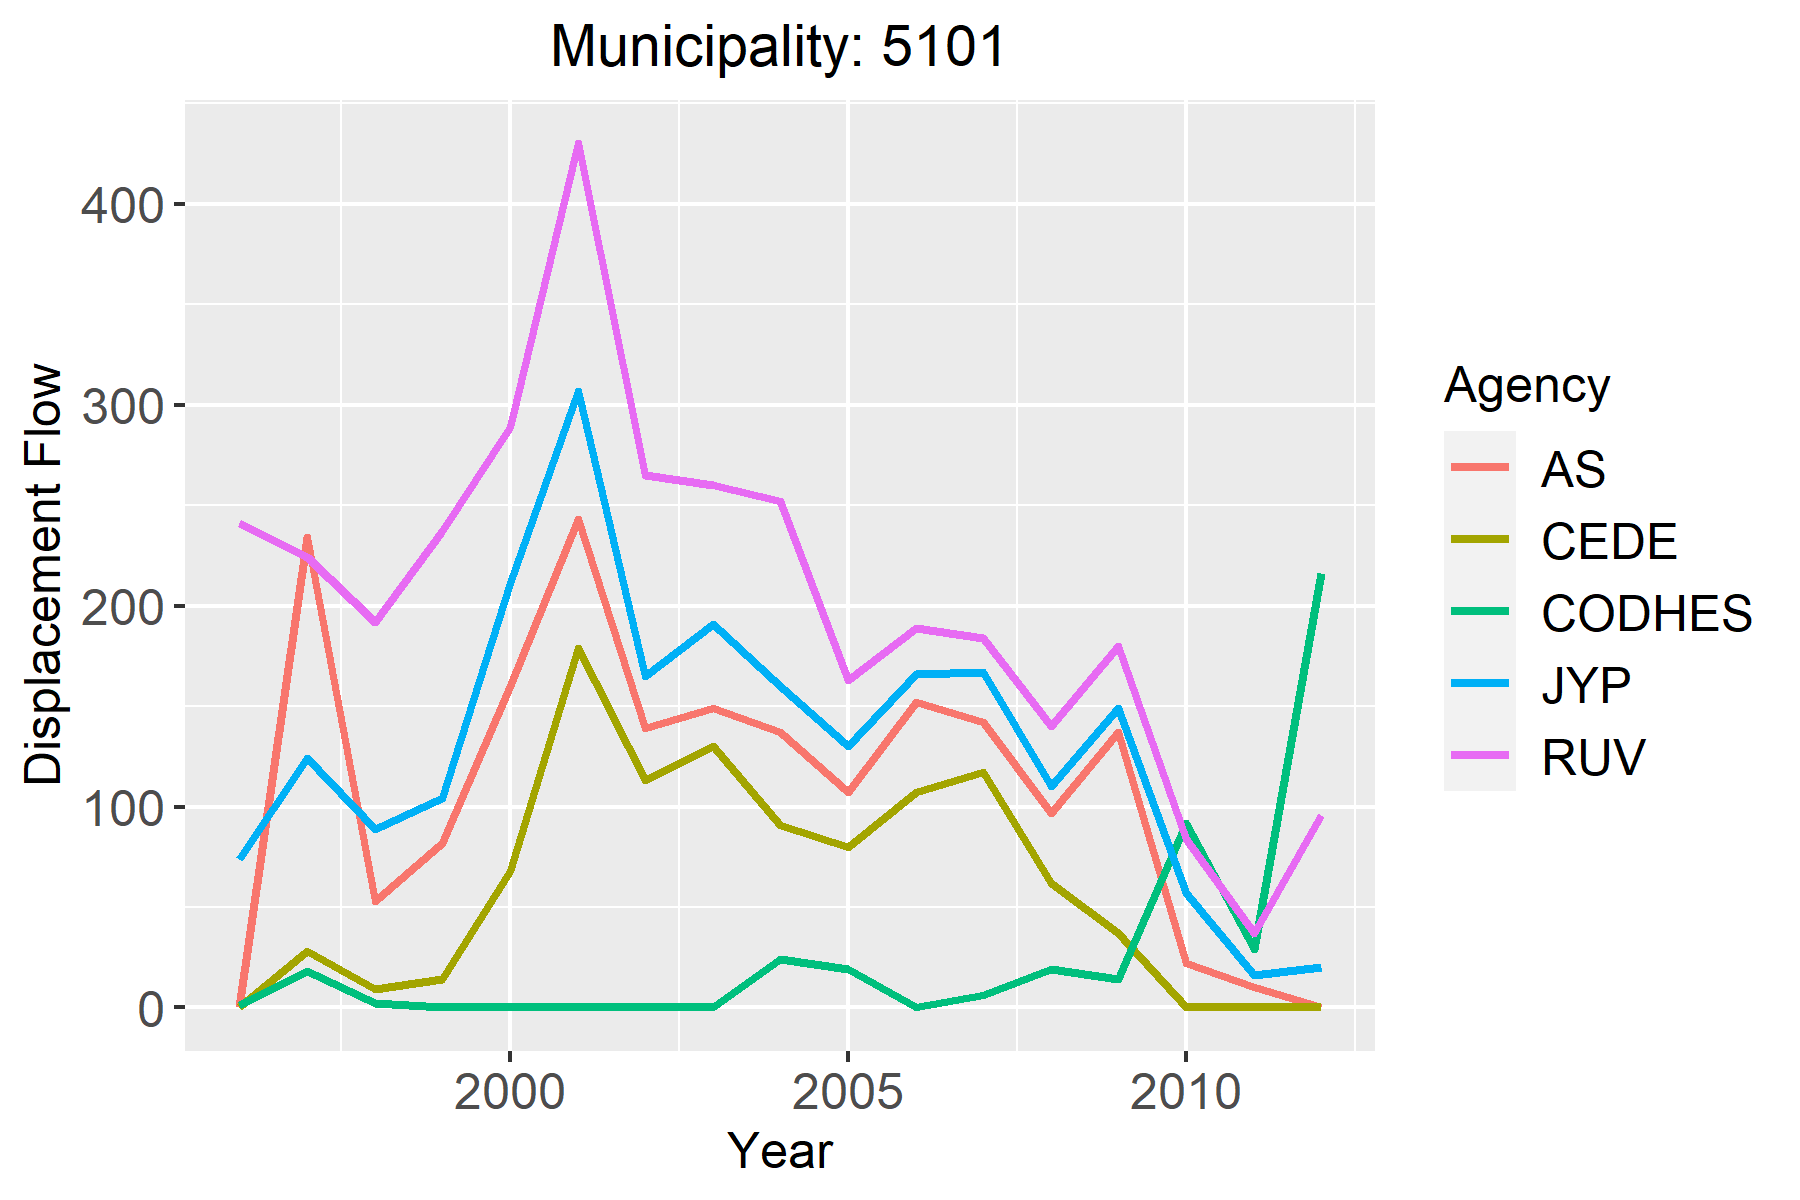 Municipality: 5101
Displacement Flow
400
300
200
100
0
2000 2005 2010
Year
Agency
AS
CEDE
CODHES
JYP
RUV